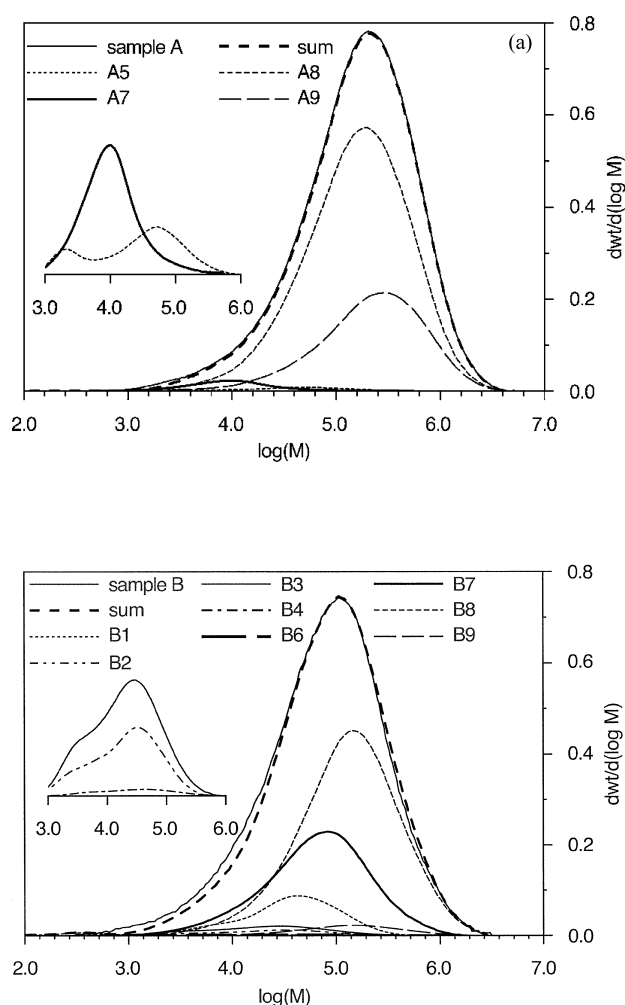 (a)
sample A
sum
A5
A8
A7
A9
0.8
0.6
0.4
0.2
0.0
dwt/d(log M)
3.0 4.0 5.0 6.0
2.0 3.0 4.0 5.0 6.0 7.0
log(M)
sample B
B3
B7
sum
B4
B8
B1
B6
B9
B2
0.8
0.6
0.4
0.2
0.0
dwt/d(log M)
3.0 4.0 5.0 6.0
2.0 3.0 4.0 5.0 6.0 7.0
log(M)